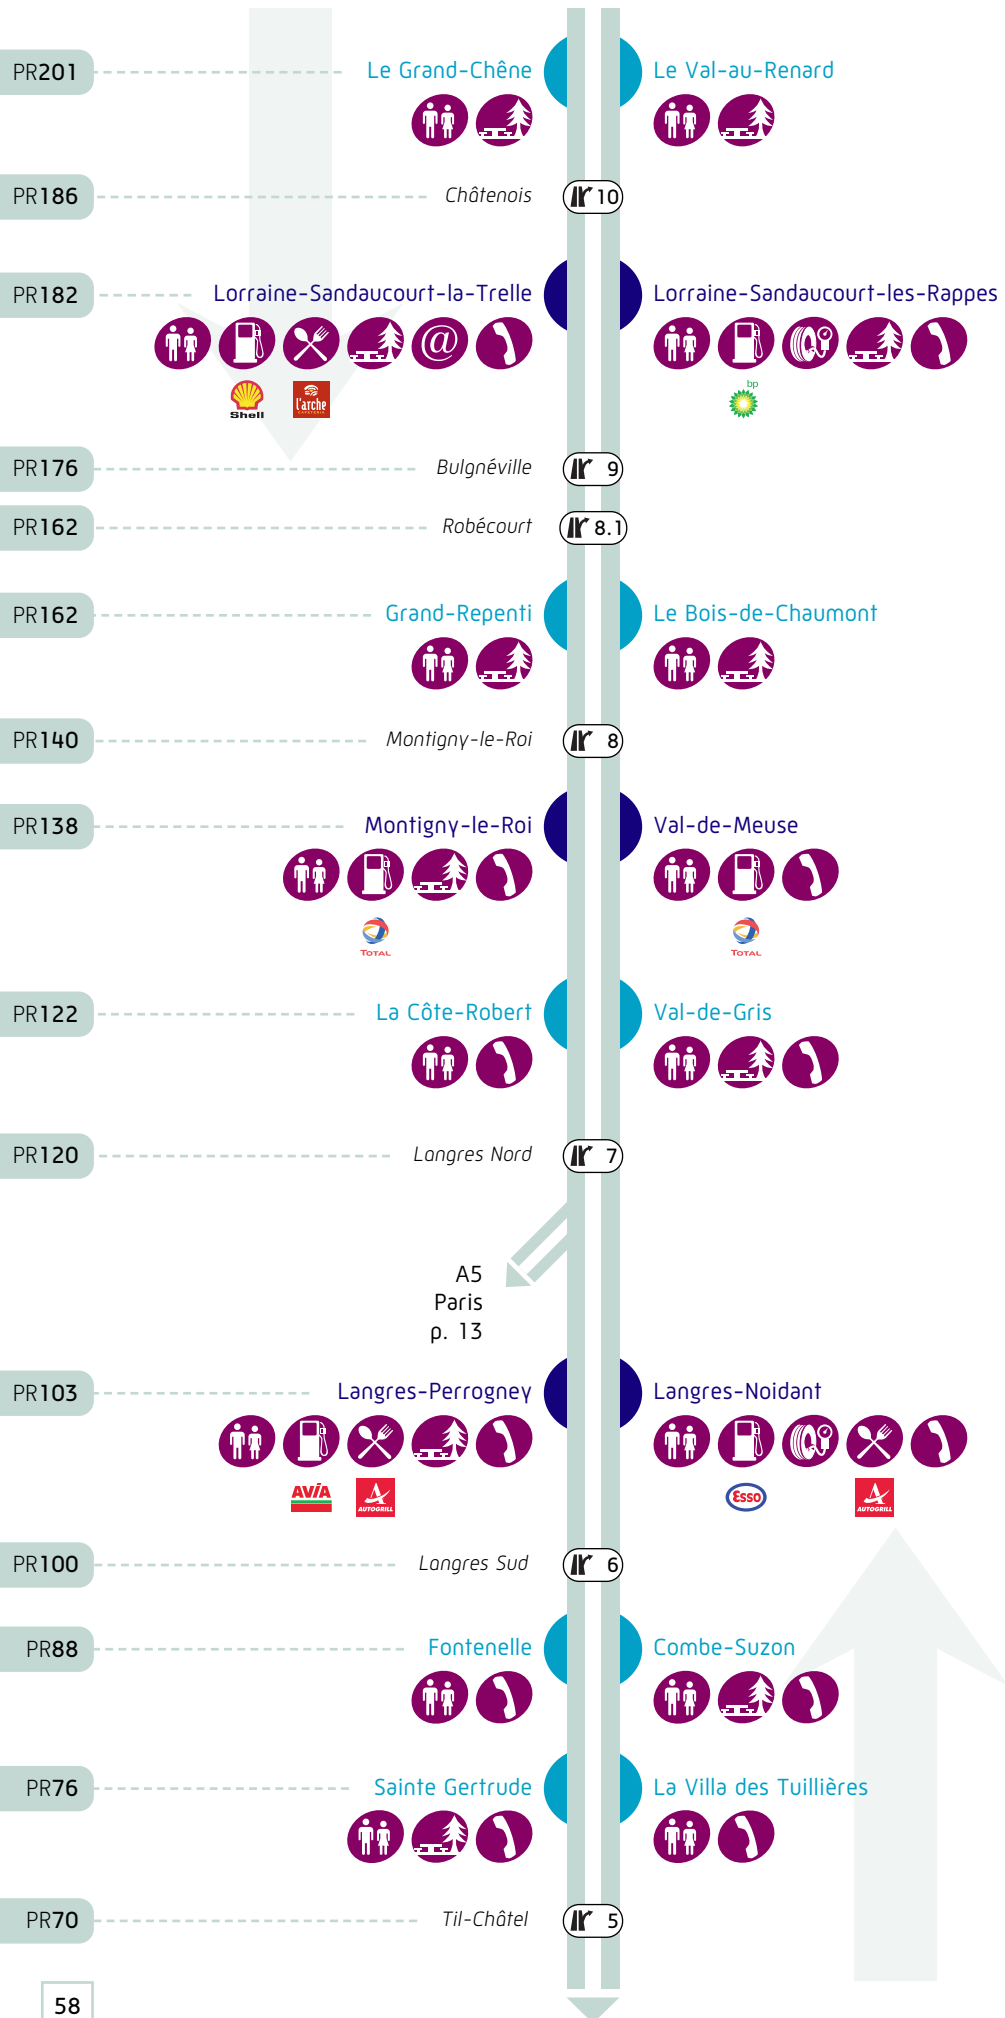 PR201 Le Grand-Chêne Le Val-au-Renard
PR186 Châtenois 10
PR182 Lorraine-Sandaucourt-la-Trelle Lorraine-Sandaucourt-les-Rappes
@
Shell l'arche CAFETERIA bp
PR176 Bulgnéville 9
PR162 Robécourt 8.1
PR162 Grand-Repenti Le Bois-de-Chaumont
PR140 Montigny-le-Roi 8
PR138 Montigny-le-Roi Val-de-Meuse
TOTAL TOTAL
PR122 La Côte-Robert Val-de-Gris
PR120 Langres Nord 7
A5
Paris
p. 13
PR103 Langres-Perrogney Langres-Noidant
AVIA AUTOGRILL Esso AUTOGRILL
PR100 Langres Sud 6
PR88 Fontenelle Combe-Suzon
PR76 Sainte Gertrude La Villa des Tuillières
PR70 Til-Châtel 5
58